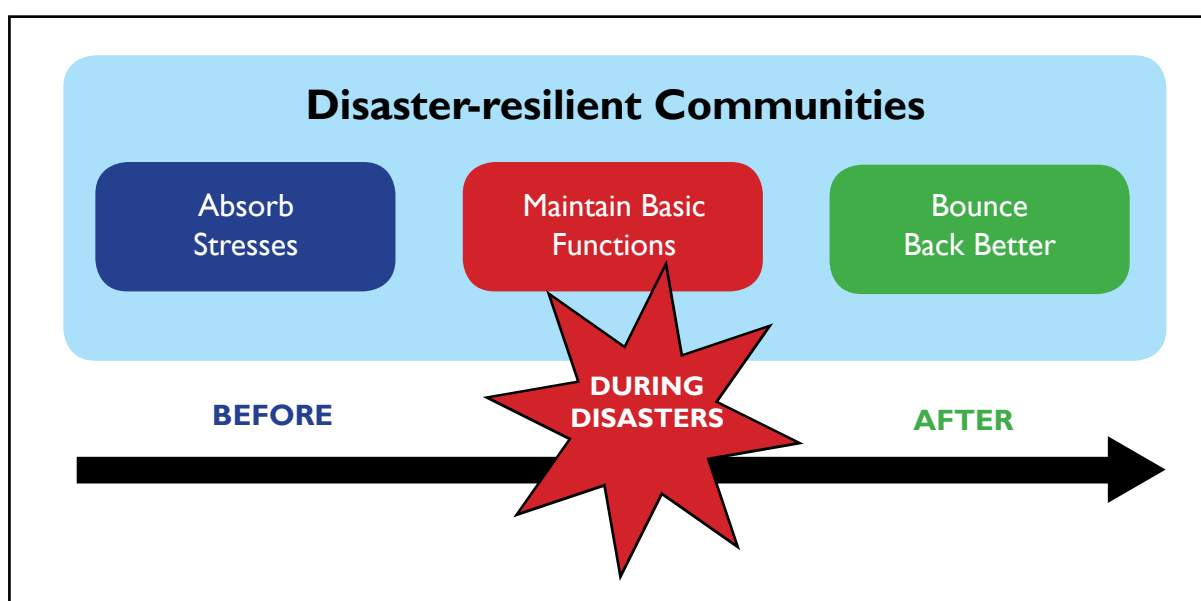 Disaster-resilient Communities
Absorb
Stresses
Maintain Basic
Functions
Bounce
Back Better
BEFORE
DURING
DISASTERS
AFTER